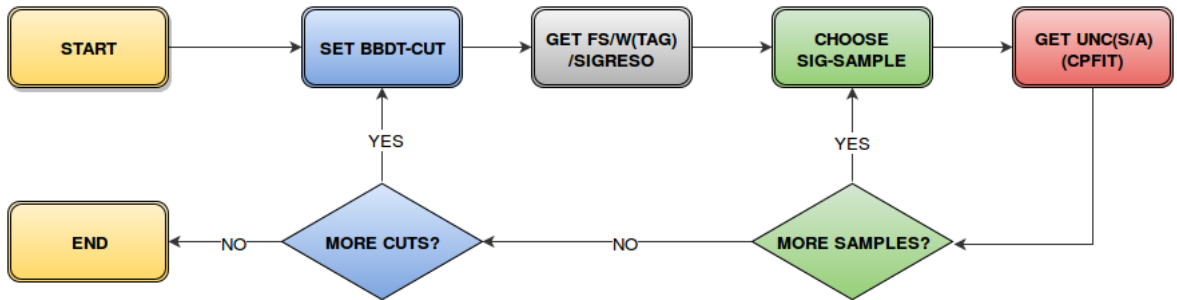 START
SET BBDT-CUT
GET FS/W(TAG)
/SIGRESO
CHOOSE
SIG-SAMPLE
GET UNC(S/A)
(CPFIT)
YES
YES
END
NO
MORE CUTS?
NO
MORE SAMPLES?